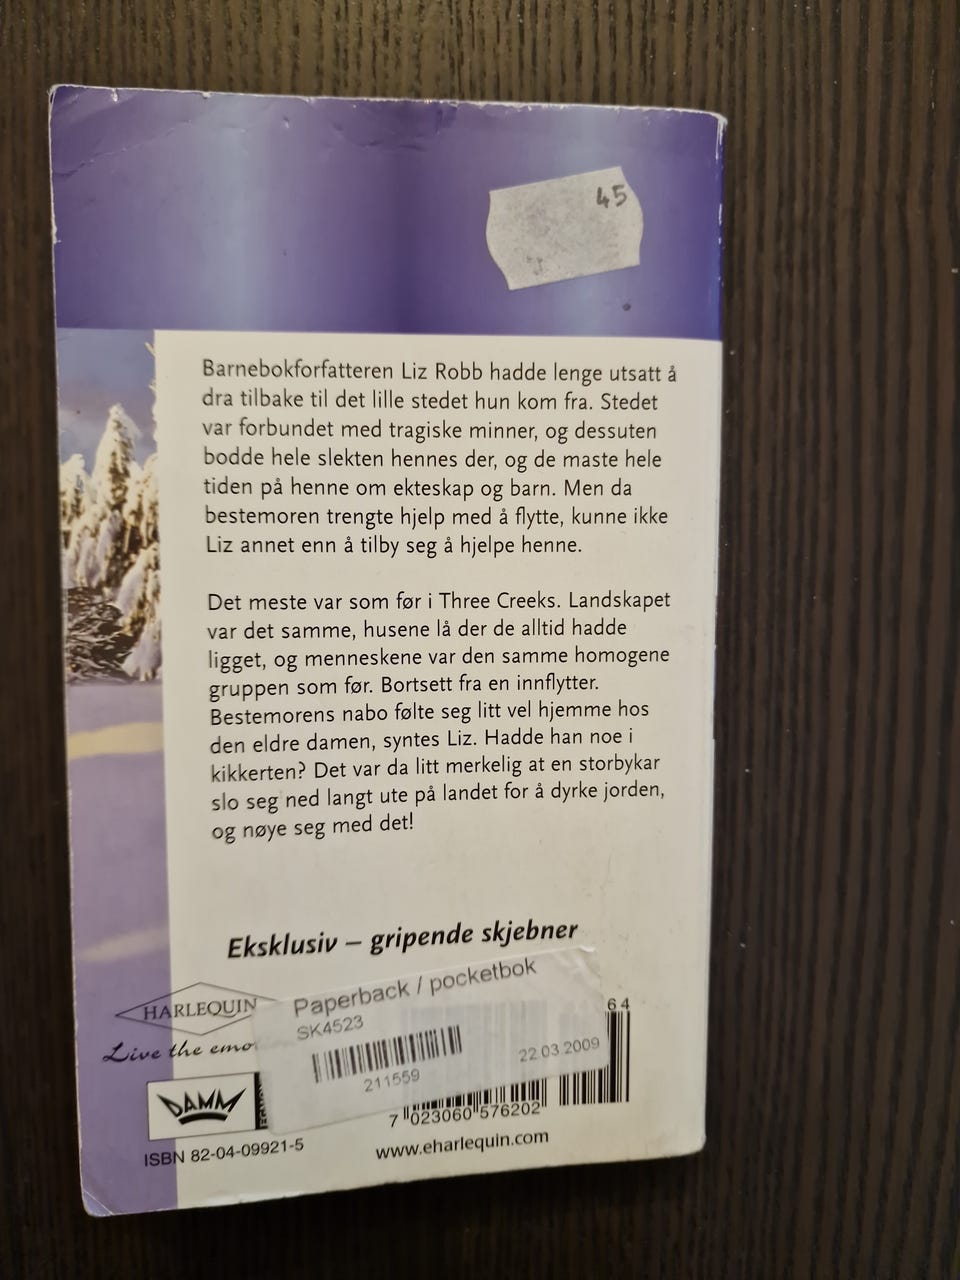 45
Barnebokforfatteren Liz Robb hadde lenge utsatt å
dra tilbake til det lille stedet hun kom fra. Stedet
var forbundet med tragiske minner, og dessuten
bodde hele slekten hennes der, og de maste hele
tiden på henne om ekteskap og barn. Men da
bestemoren trengte hjelp med å flytte, kunne ikke
Liz annet enn å tilby seg å hjelpe henne.
Det meste var som før i Three Creeks. Landskapet
var det samme, husene lå der de alltid hadde
ligget, og menneskene var den samme homogene
gruppen som før. Bortsett fra en innflytter.
Bestemorens nabo følte seg litt vel hjemme hos
den eldre damen, syntes Liz. Hadde han noe i
kikkerten? Det var da litt merkelig at en storbykar
slo seg ned langt ute på landet for å dyrke jorden,
og nøye seg med det!
Eksklusiv – gripende skjebner
HARLEQUIN
Live the emo
Paperback / pocketbok
SK4523
211559
22.03.2009
64
DAMM
EGMONT
7 023060 576202
ISBN 82-04-09921-5
www.eharlequin.com